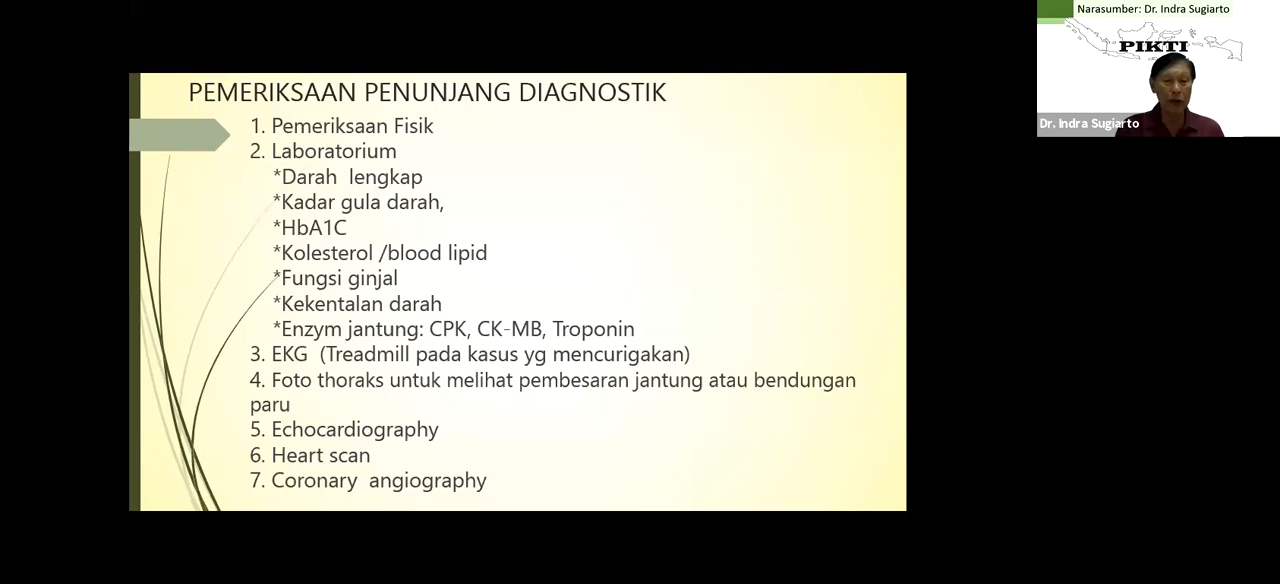 PEMERIKSAAN PENUNJANG DIAGNOSTIK
1. Pemeriksaan Fisik
2. Laboratorium
*Darah  lengkap
*Kadar gula darah,
*HbA1C
*Kolesterol /blood lipid
*Fungsi ginjal
*Kekentalan darah
*Enzym jantung: CPK, CK-MB, Troponin
3. EKG  (Treadmill pada kasus yg mencurigakan)
4. Foto thoraks untuk melihat pembesaran jantung atau bendungan
paru
5. Echocardiography
6. Heart scan
7. Coronary  angiography
Narasumber: Dr. Indra Sugiarto
PIKTI
Dr. Indra Sugiarto